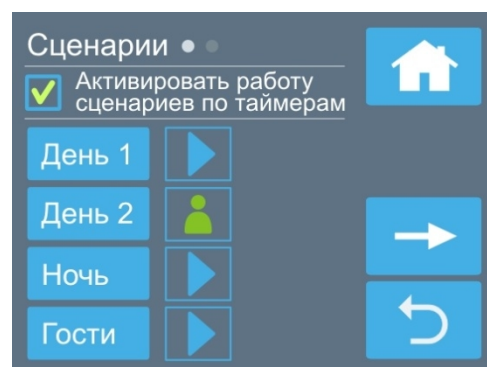 Сценарии
Активировать работу
сценариев по таймерам
День 1
День 2
Ночь
Гости